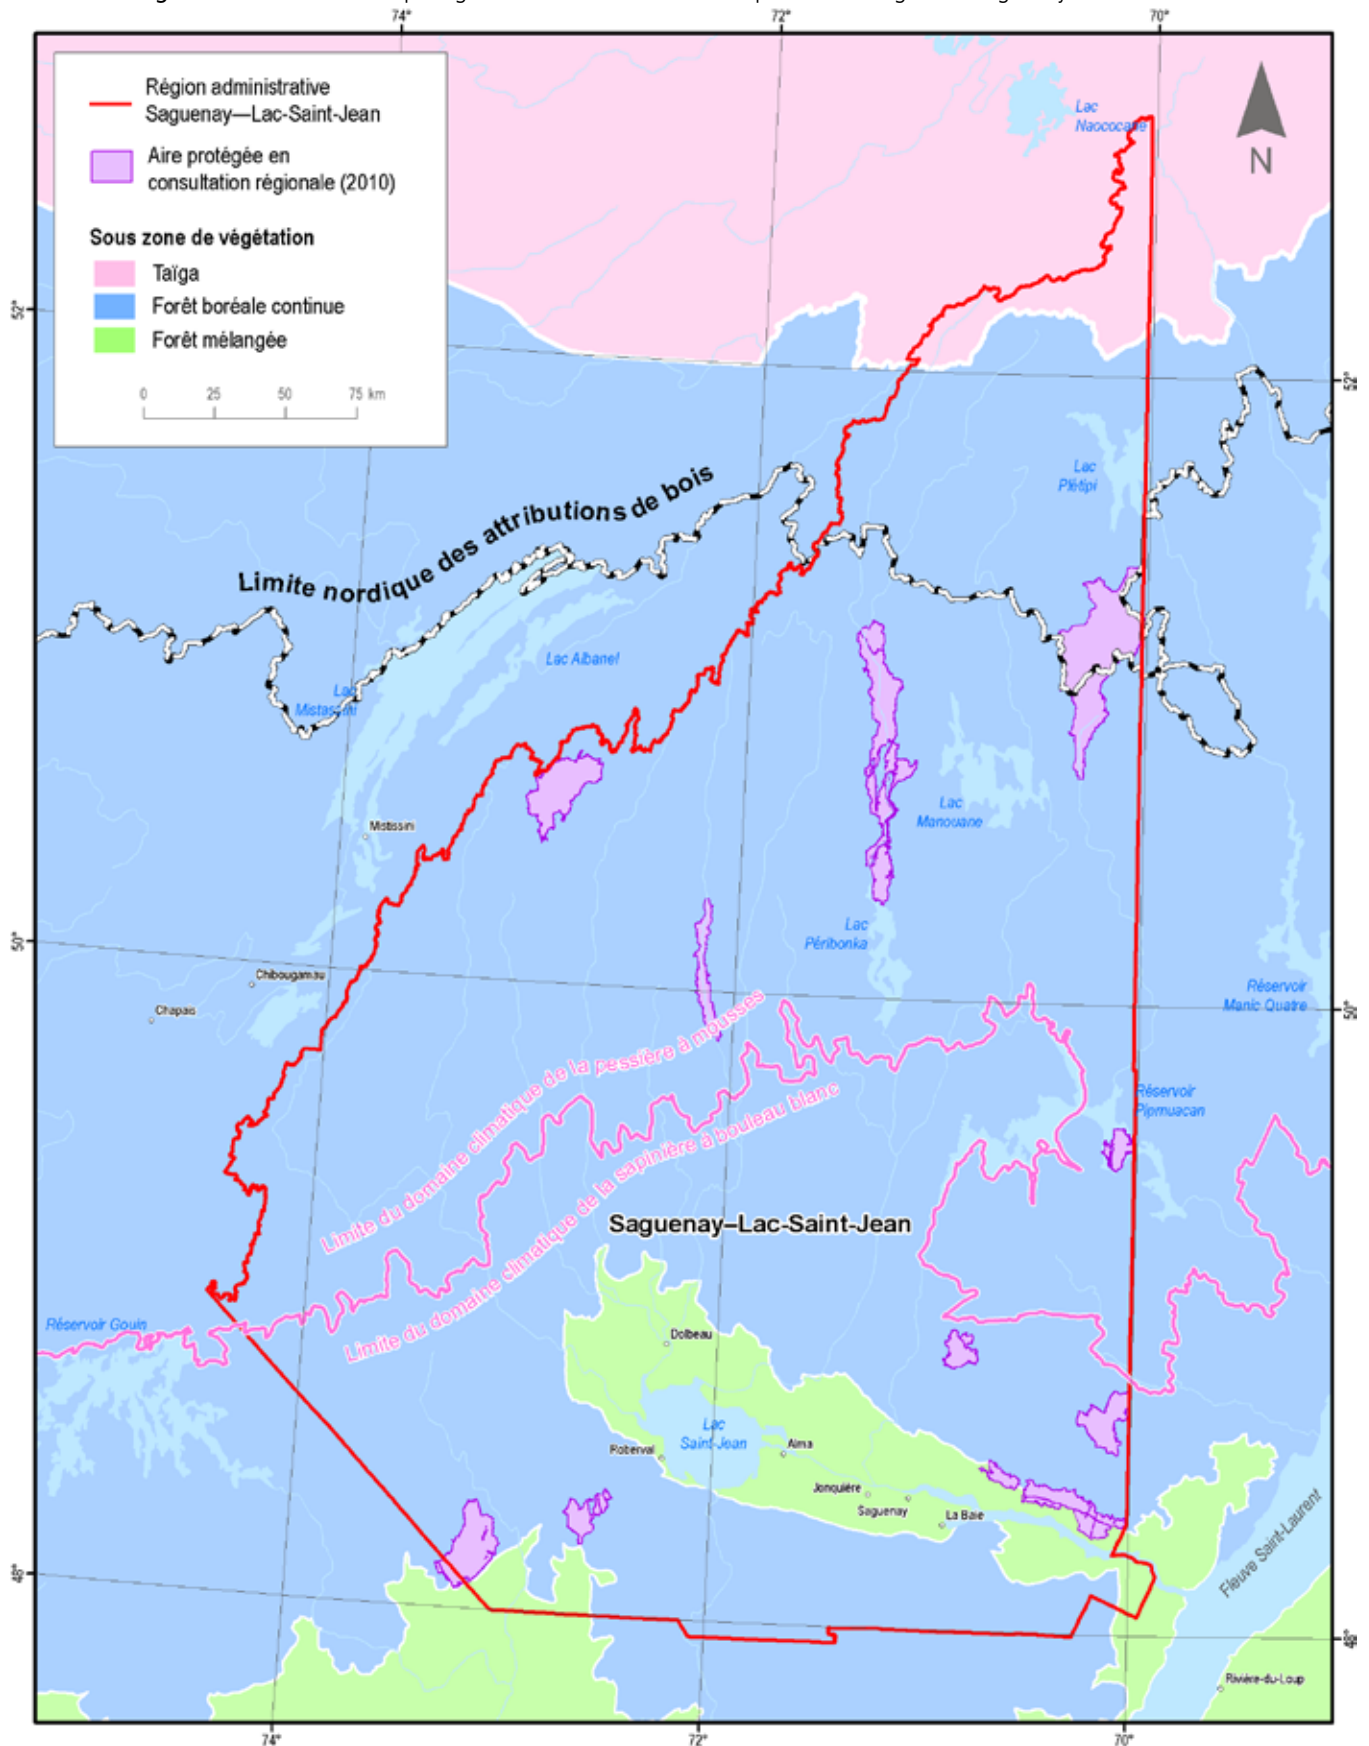 74°
72°
70°
Région administrative
Saguenay—Lac-Saint-Jean
Aire protégée en
consultation régionale (2010)
Sous zone de végétation
Taïga
Forêt boréale continue
Forêt mélangée
0 25 50 75 km
Lac
Naococane
N
52°
52°
Lac
Plétipi
Limite nordique des attributions de bois
Lac Albanel
Lac
Mistassini
Mistissini
Lac
Manouane
Lac
Péribonka
50°
50°
Chibougamau
Chapais
Réservoir
Manic Quatre
Limite du domaine climatique de la pessière à mousses
Limite du domaine climatique de la sapinière à bouleau blanc
Réservoir
Pipmuacan
Saguenay–Lac-Saint-Jean
Réservoir Gouin
Dolbeau
Lac
Saint-Jean
Roberval
Alma
Jonquière
Saguenay
La Baie
Fleuve Saint-Laurent
48°
48°
Rivière-du-Loup
74°
72°
70°